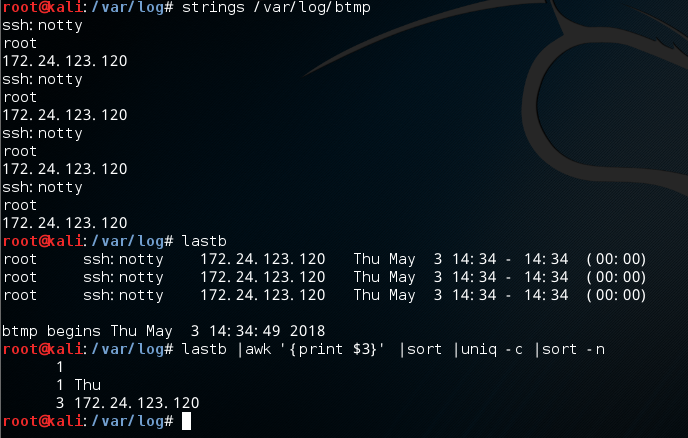 root@kali:/var/log# strings /var/log/btmp
ssh:notty
root
172.24.123.120
ssh:notty
root
172.24.123.120
ssh:notty
root
172.24.123.120
ssh:notty
root
172.24.123.120
root@kali:/var/log# lastb
root     ssh:notty    172.24.123.120   Thu May  3 14:34 - 14:34  (00:00)
root     ssh:notty    172.24.123.120   Thu May  3 14:34 - 14:34  (00:00)
root     ssh:notty    172.24.123.120   Thu May  3 14:34 - 14:34  (00:00)

btmp begins Thu May  3 14:34:49 2018
root@kali:/var/log# lastb |awk '{print $3}' |sort |uniq -c |sort -n
      1
      1 Thu
      3 172.24.123.120
root@kali:/var/log#